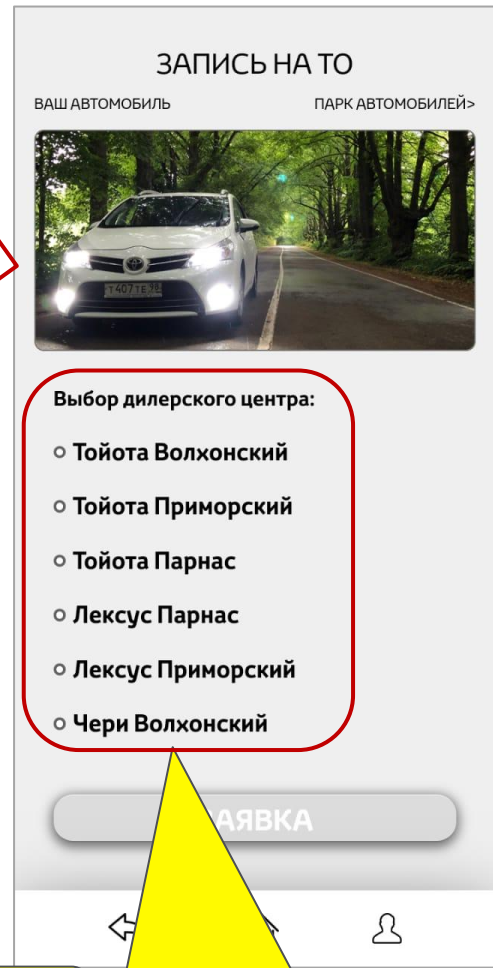 ЗАПИСЬ НА ТО
ВАШ АВТОМОБИЛЬ ПАРК АВТОМОБИЛЕЙ>
Т407ТЕ 98
Выбор дилерского центра:
Тойота Волхонский
Тойота Приморский
Тойота Парнас
Лексус Парнас
Лексус Приморский
Чери Волхонский
АЯВКА